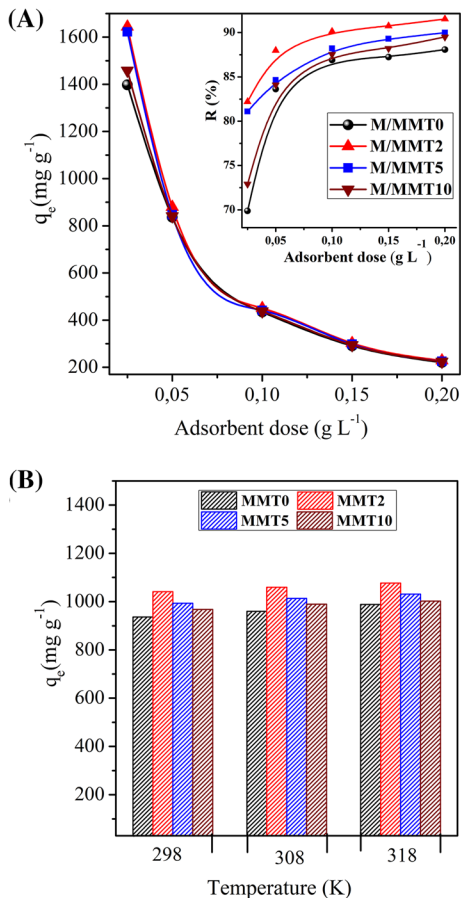 (A)
1600
1400
1200
1000
800
600
400
200
qe(mg g-1)
0,05
0,10
0,15
0,20
Adsorbent dose (g L-1)
90
85
80
75
70
R (%)
M/MMT0
M/MMT2
M/MMT5
M/MMT10
0,05
0,10
0,15
0,20
Adsorbent dose (g L-1)
(B)
1400
1200
1000
800
600
400
200
qe(mg g-1)
MMT0
MMT2
MMT5
MMT10
298
308
318
Temperature (K)